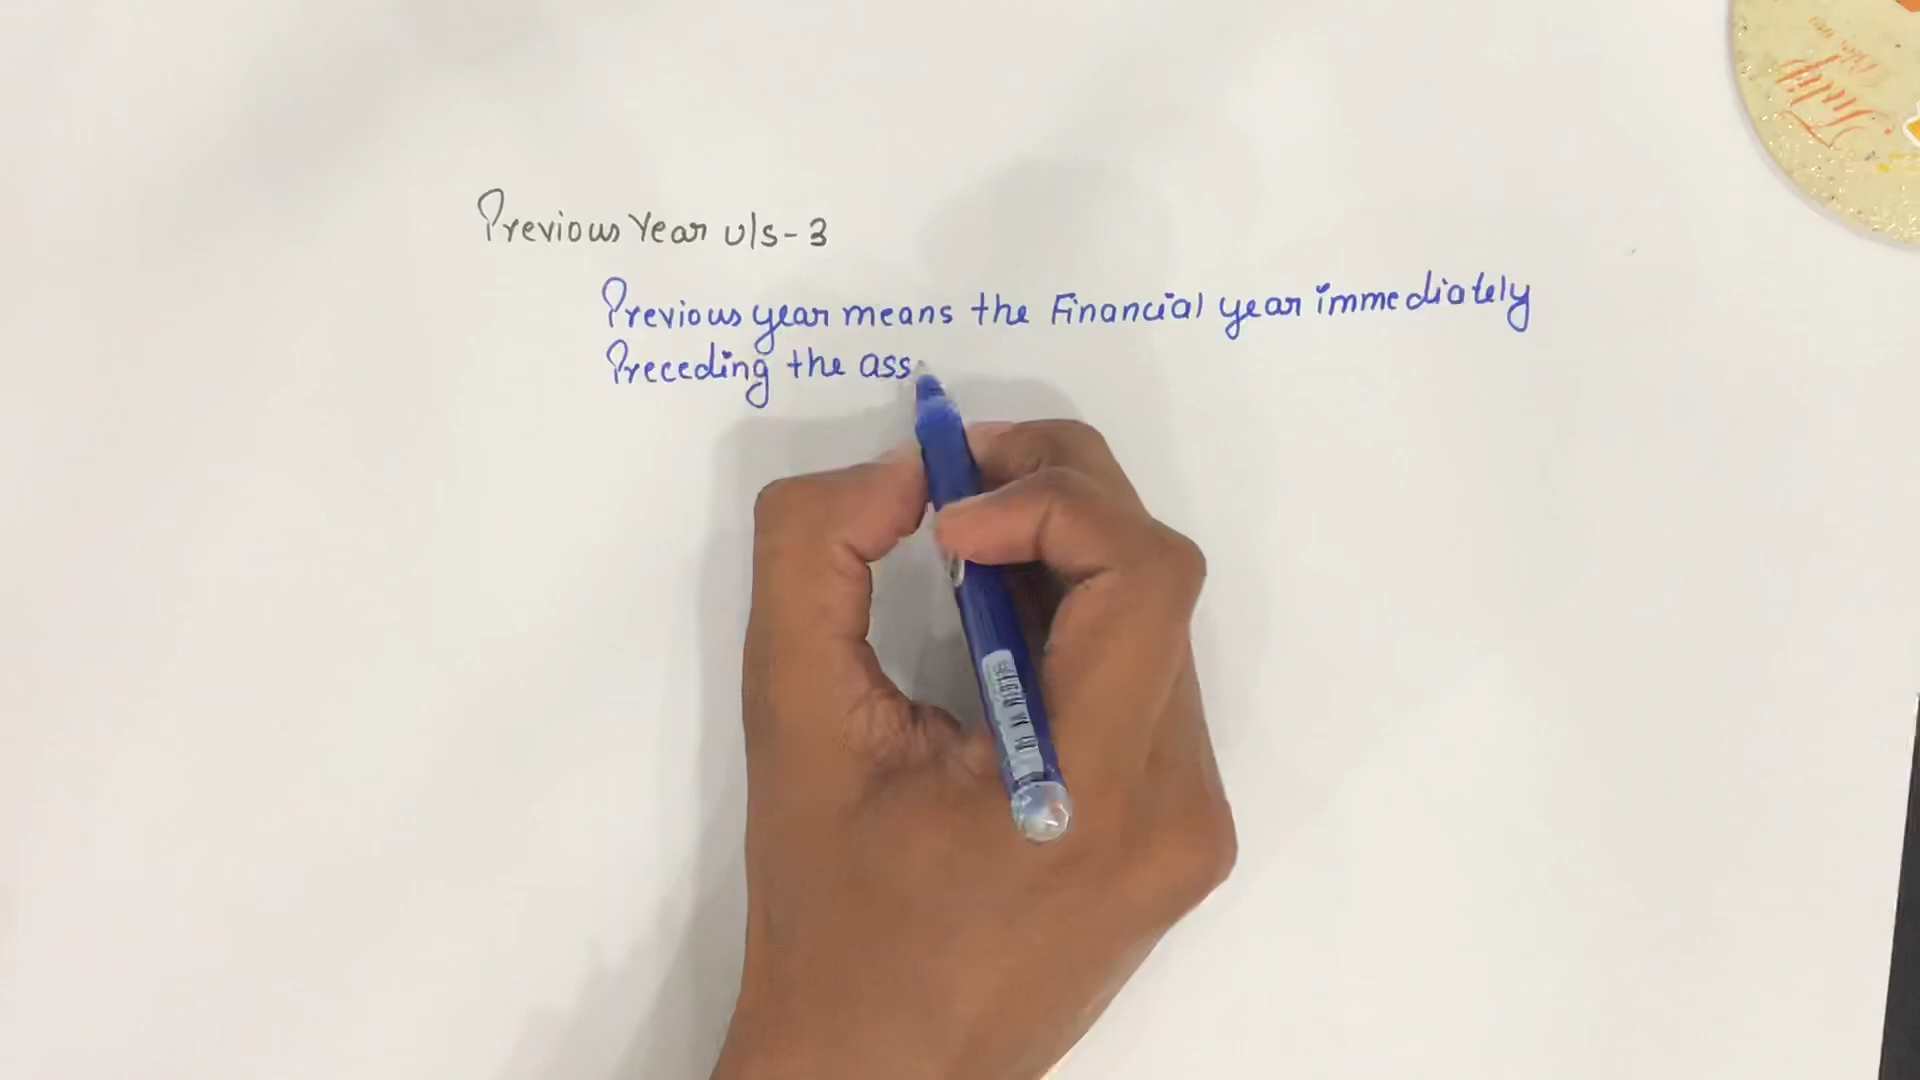 Previous Year u/s-3
Previous year means the Financial year immediately
Preceding the ass